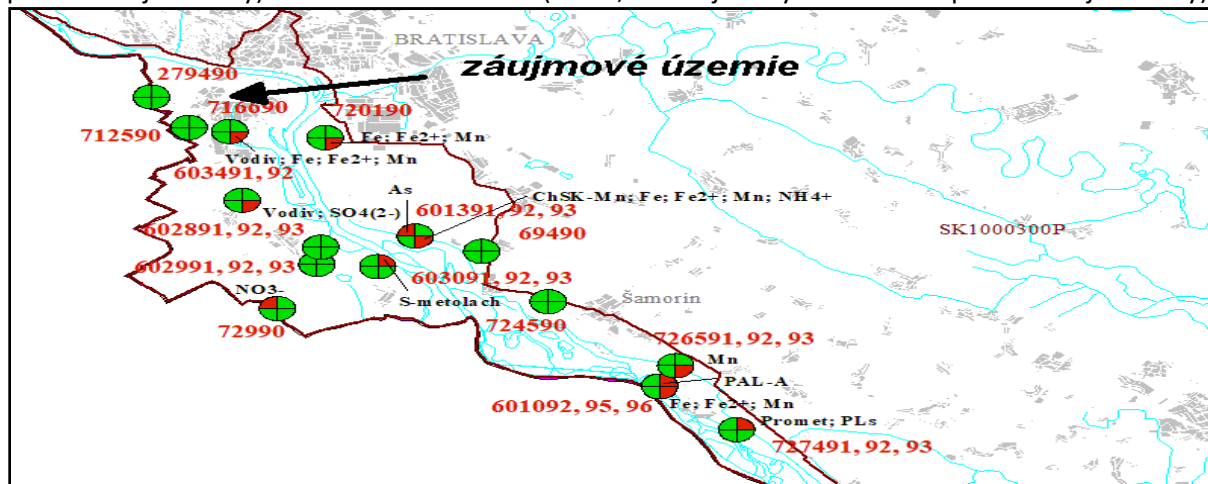 BRATISLAVA
záujmové územie
279490
716690
720190
712590
Fe; Fe2+; Mn
Vodiv; Fe; Fe2+; Mn
603491, 92
As
ChSK-Mn; Fe; Fe2+; Mn; NH4+
Vodiv; SO4(2-)
601391, 92, 93
602891, 92, 93
69490
SK1000300P
602991, 92, 93
603091, 92, 93
NO3-
S-metolach
Šamorin
72990
724590
726591, 92, 93
Mn
PAL-A
601092, 95, 96
Fe; Fe2+; Mn
Promet; PLs
727491, 92, 93